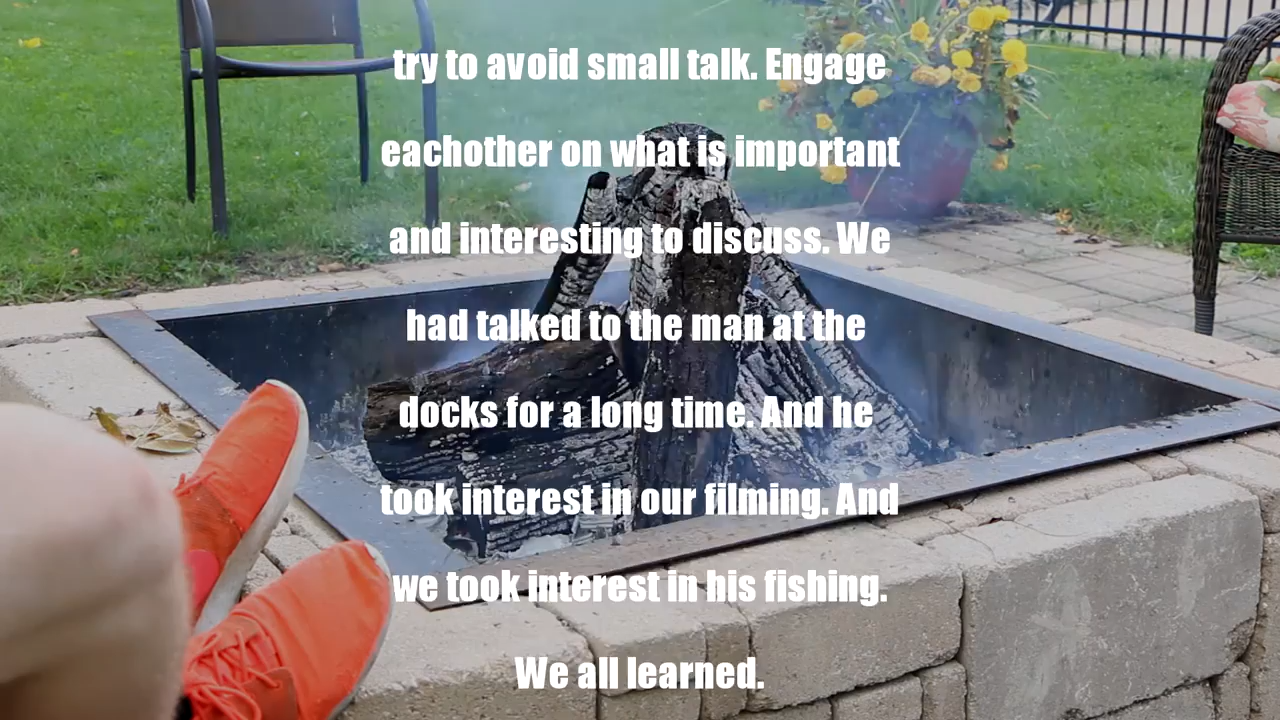 try to avoid small talk. Engage
eachother on what is important
and interesting to discuss. We
had talked to the man at the
docks for a long time. And he
took interest in our filming. And
we took interest in his fishing.
We all learned.